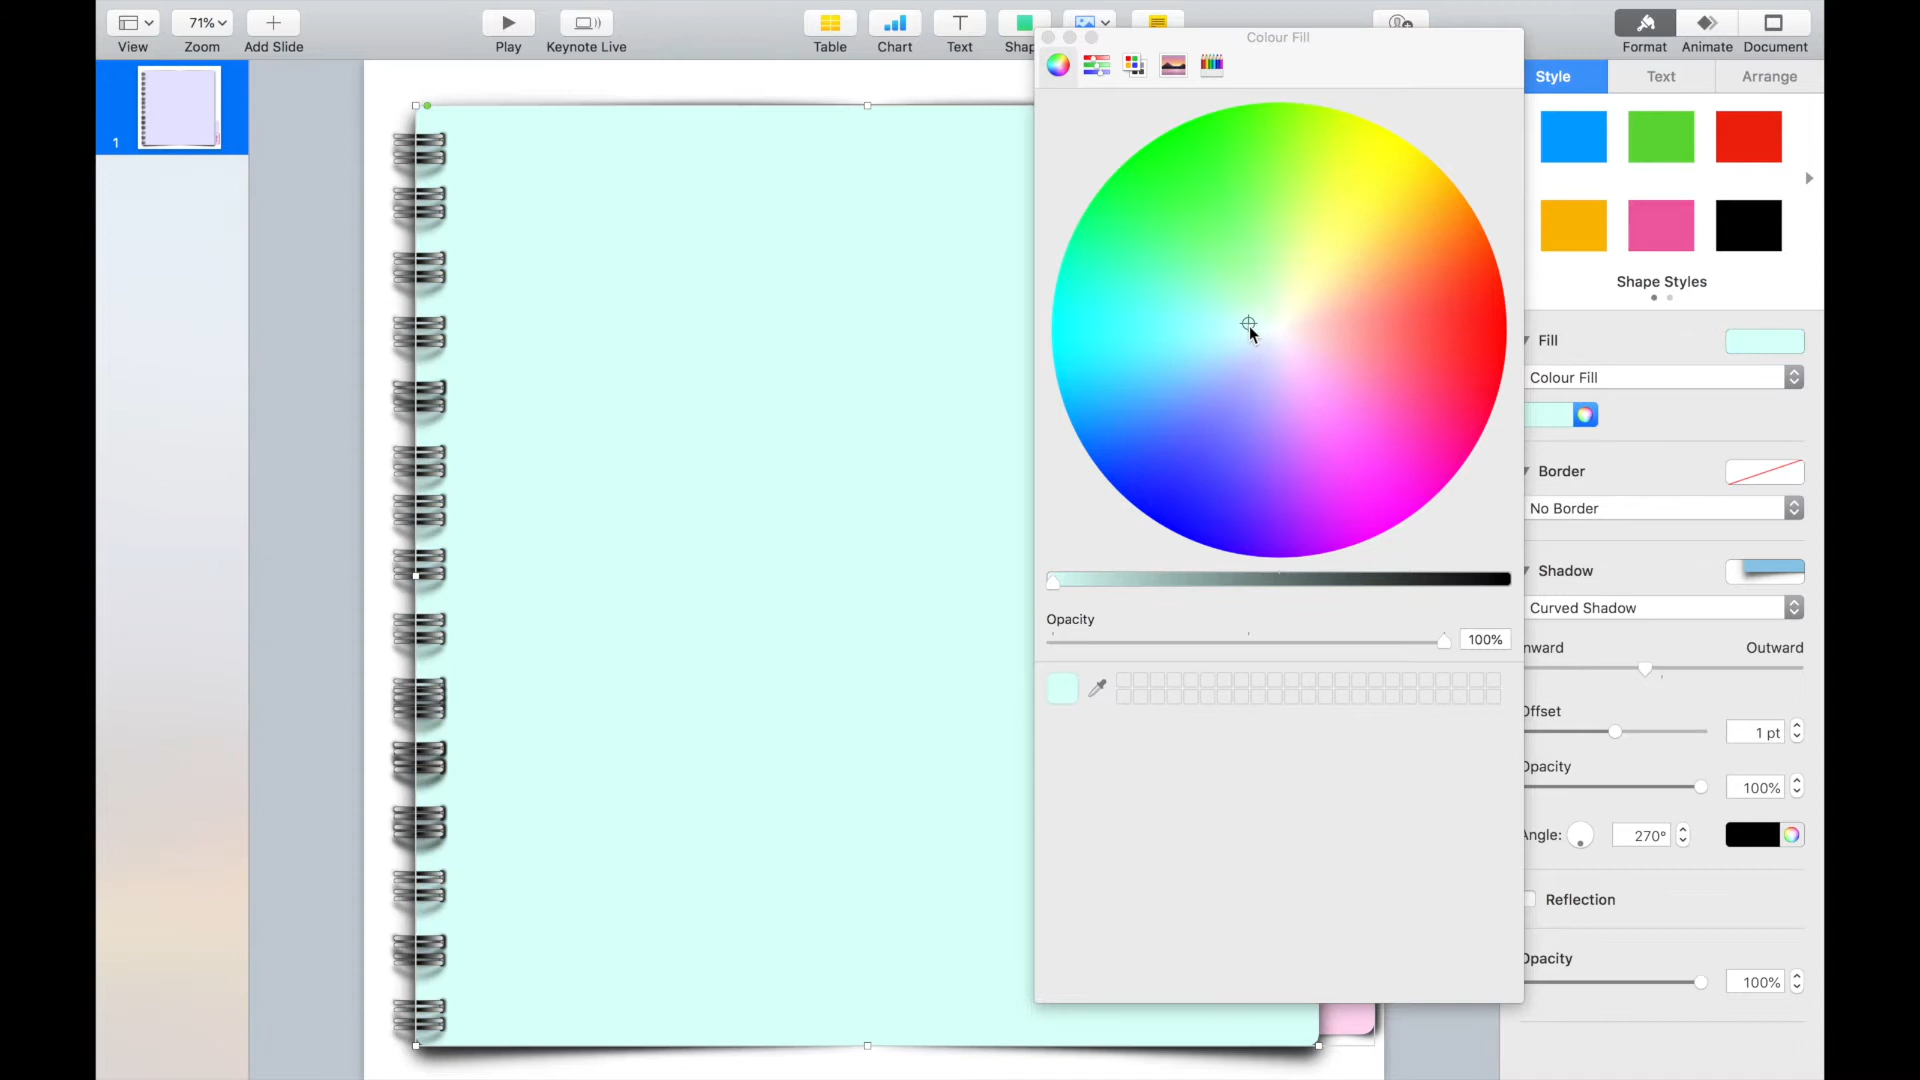 71%
View
Zoom
Add Slide
Play
Keynote Live
Table
Chart
Text
Shap
Format
Animate
Document
Colour Fill
Style
Text
Arrange
1
Shape Styles
Fill
Colour Fill
Border
No Border
Shadow
Curved Shadow
nward
Outward
Offset
1 pt
Opacity
100%
Angle:
270°
Reflection
Opacity
100%
Opacity
100%